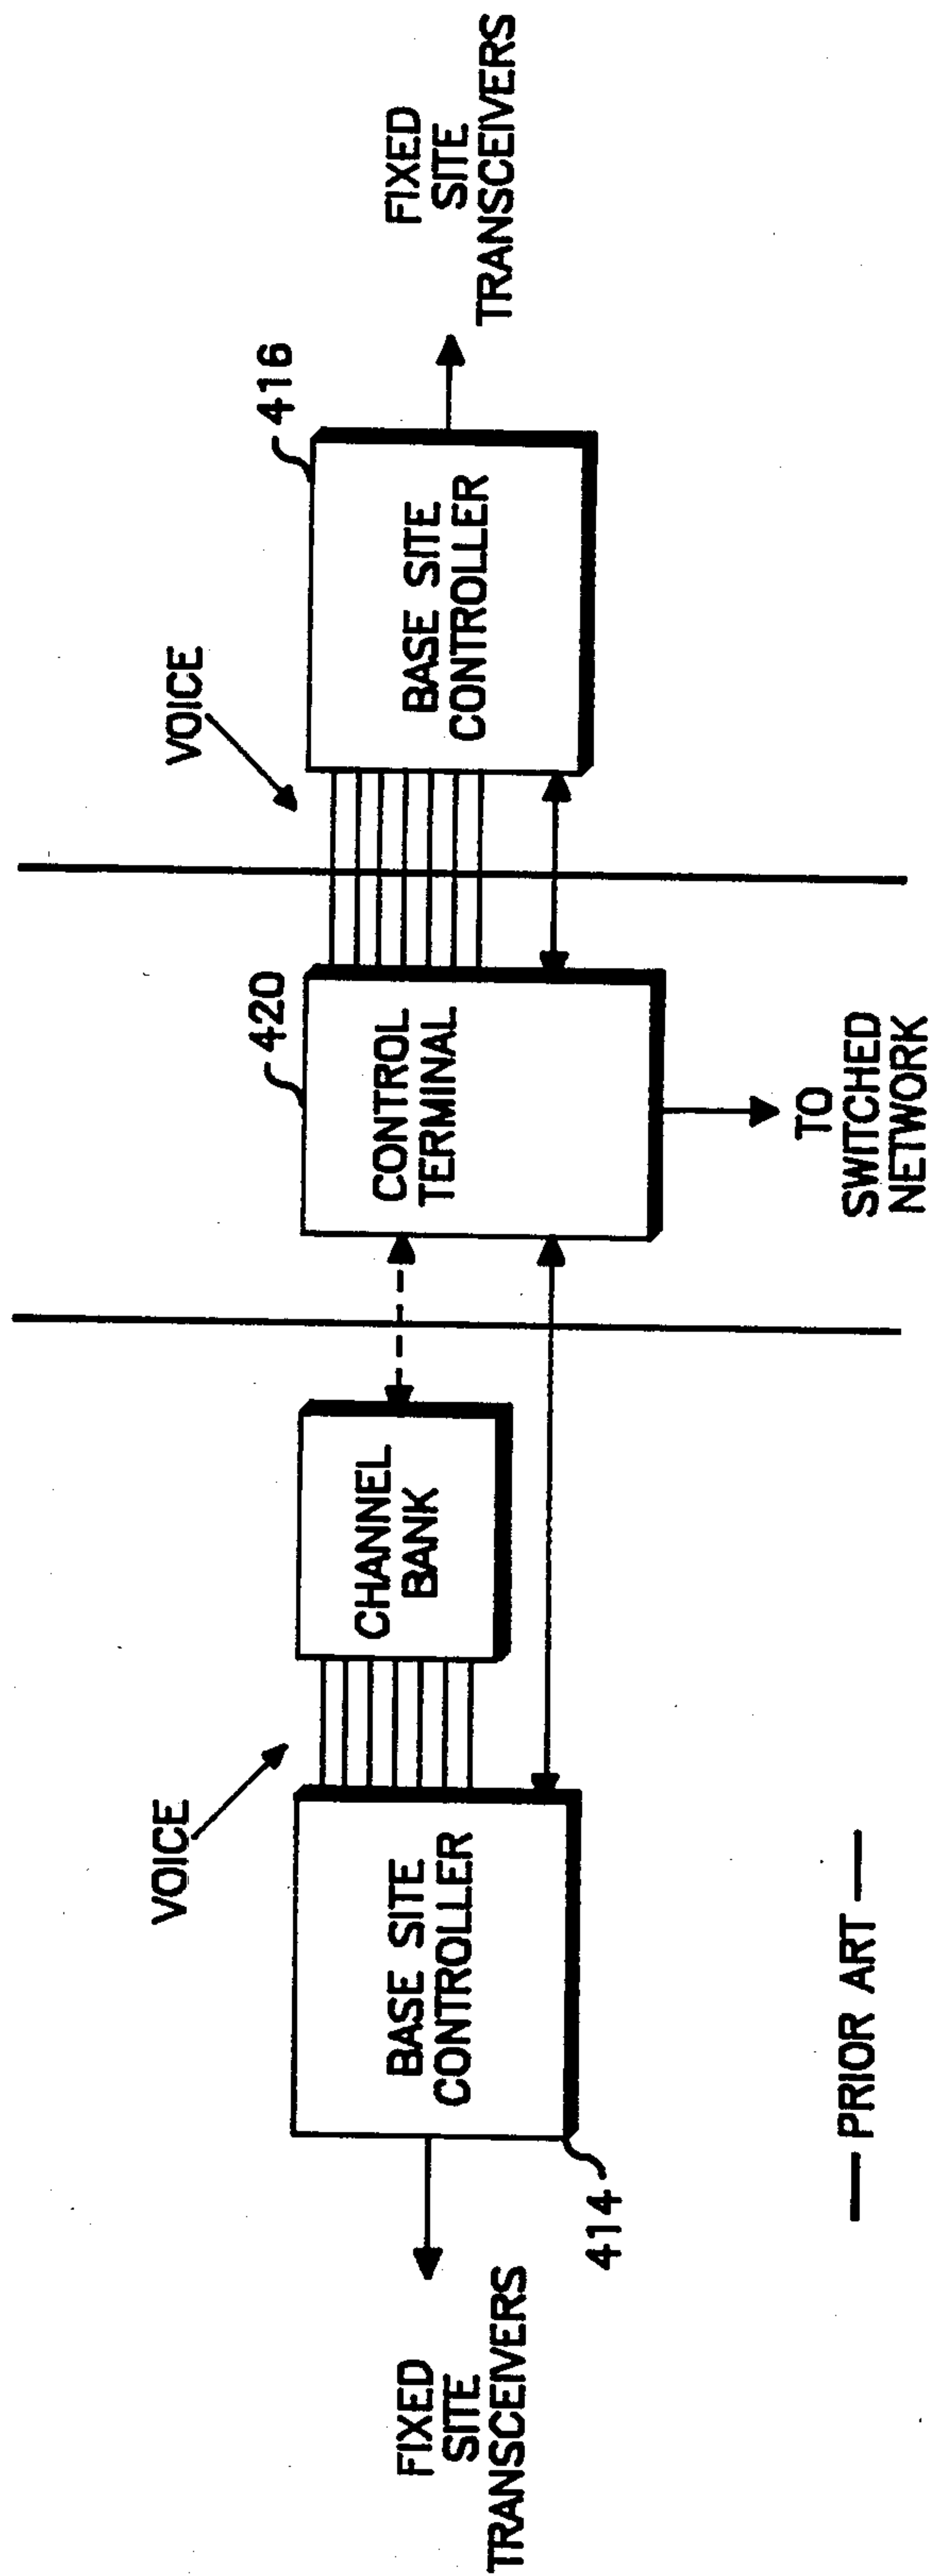 FIXED
SITE
TRANSCEIVERS
VOICE
BASE SITE
CONTROLLER
414
CHANNEL
BANK
420
CONTROL
TERMINAL
TO
SWITCHED
NETWORK
VOICE
BASE SITE
CONTROLLER
416
FIXED
SITE
TRANSCEIVERS
— PRIOR ART —